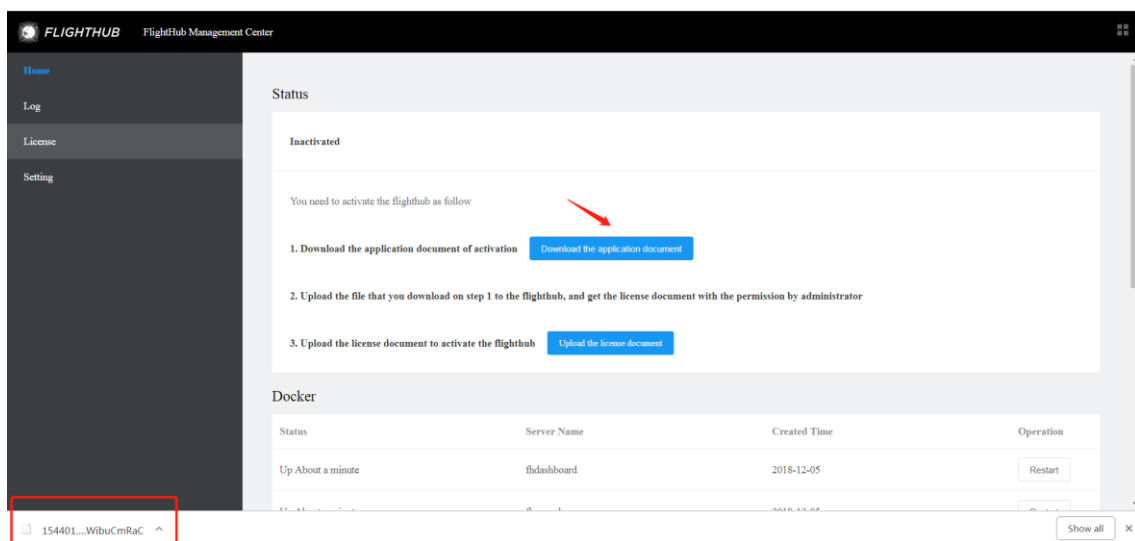 FLIGHTHUB FlightHub Management Center
Home
Log
License
Setting
Status
Inactivated
You need to activate the flighthub as follow
1. Download the application document of activation Download the application document
2. Upload the file that you download on step 1 to the flighthub, and get the license document with the permission by administrator
3. Upload the license document to activate the flighthub Upload the license document
Docker
Status Server Name Created Time Operation
Up About a minute fhdashboard 2018-12-05 Restart
154401....WibuCmRaC Show all